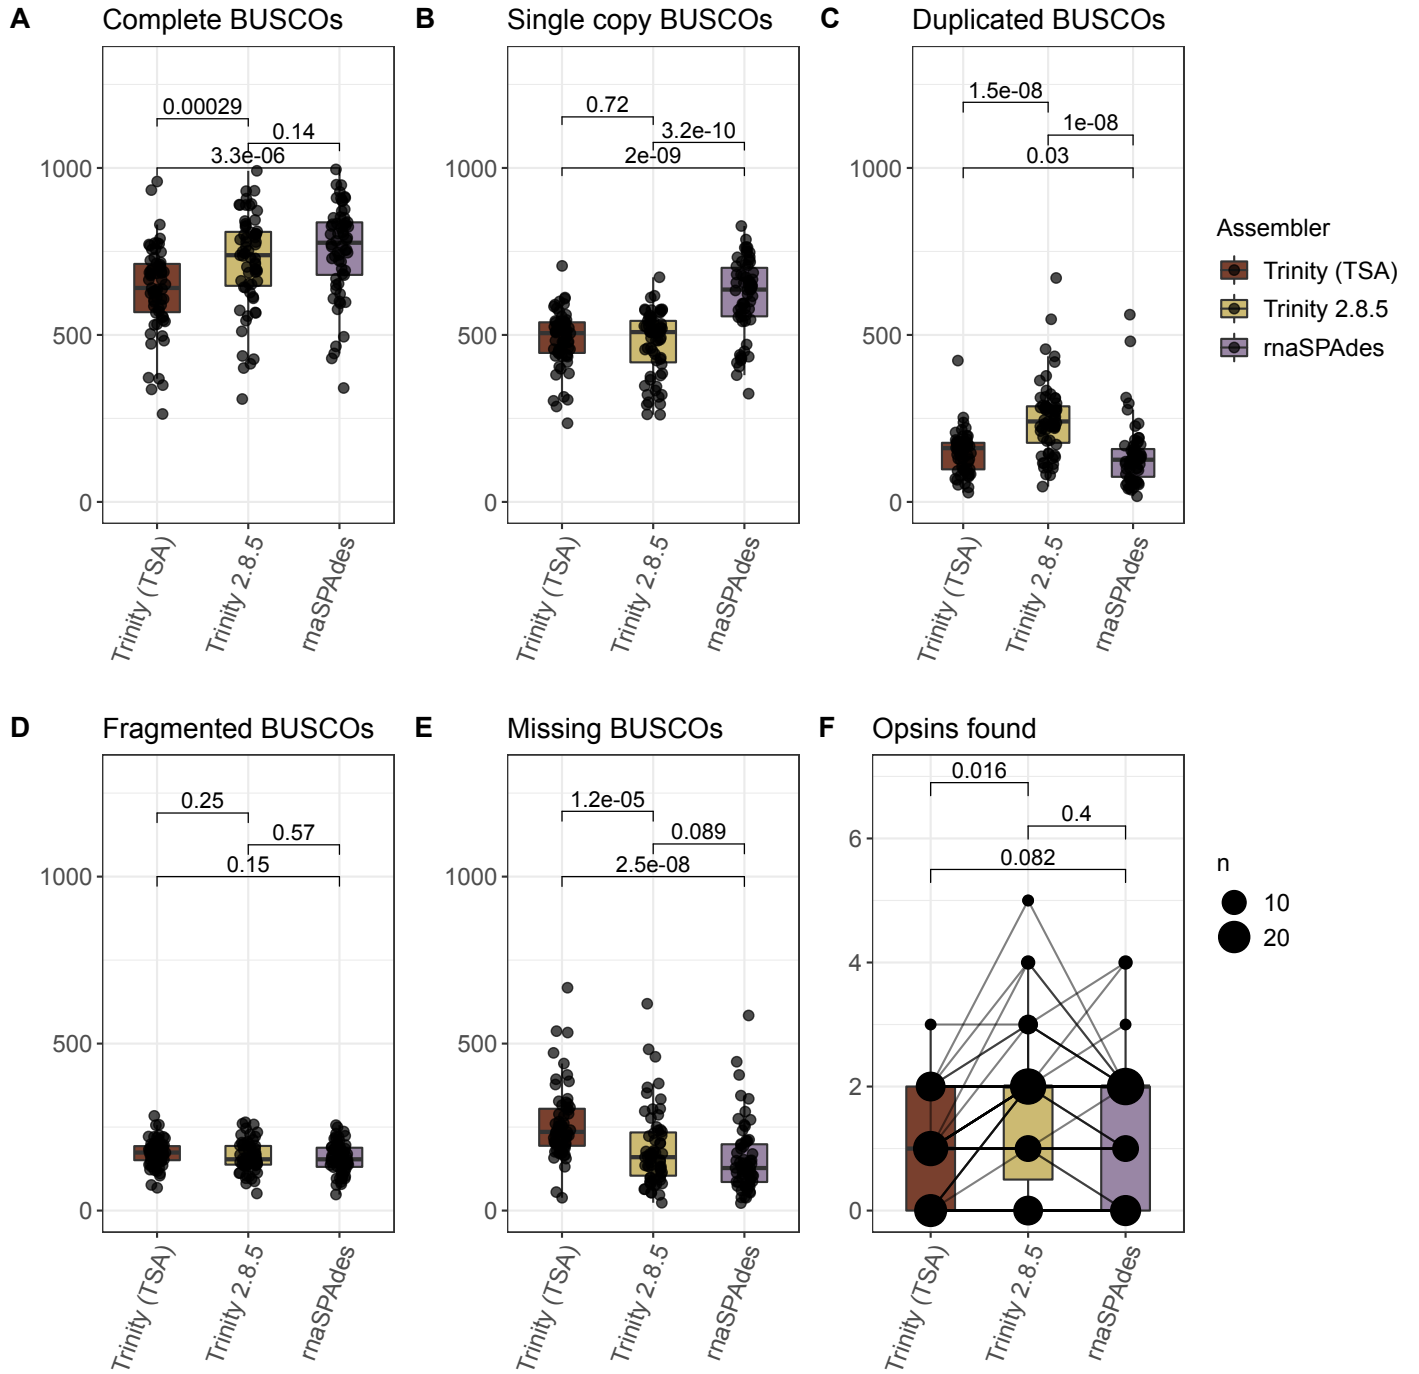 A Complete BUSCOs
0.00029
0.14
3.3e-06
1000
500
0
Trinity (TSA)
Trinity 2.8.5
rnaSPAdes
B Single copy BUSCOs
0.72
3.2e-10
2e-09
1000
500
0
Trinity (TSA)
Trinity 2.8.5
rnaSPAdes
C Duplicated BUSCOs
1.5e-08
1e-08
0.03
1000
500
0
Trinity (TSA)
Trinity 2.8.5
rnaSPAdes
Assembler
Trinity (TSA)
Trinity 2.8.5
rnaSPAdes
D Fragmented BUSCOs
0.25
0.57
0.15
1000
500
0
Trinity (TSA)
Trinity 2.8.5
rnaSPAdes
E Missing BUSCOs
1.2e-05
0.089
2.5e-08
1000
500
0
Trinity (TSA)
Trinity 2.8.5
rnaSPAdes
F Opsins found
0.016
0.4
0.082
6
4
2
0
Trinity (TSA)
Trinity 2.8.5
rnaSPAdes
n
10
20